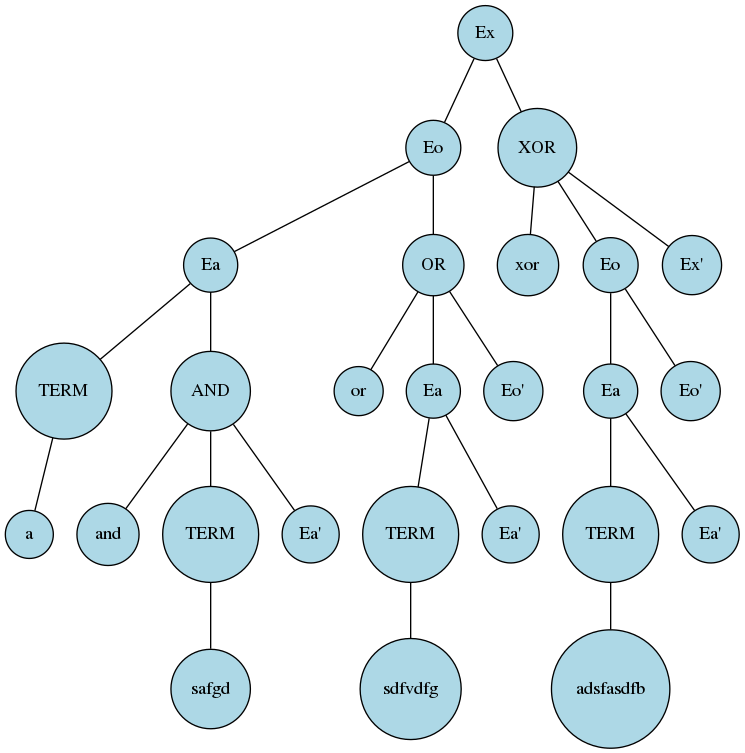 Ex
Eo XOR
Ea OR xor Eo Ex'
TERM AND or Ea Eo' Ea Eo'
a and TERM Ea' TERM Ea' TERM Ea'
safgd sdfvdfg adsfasdfb